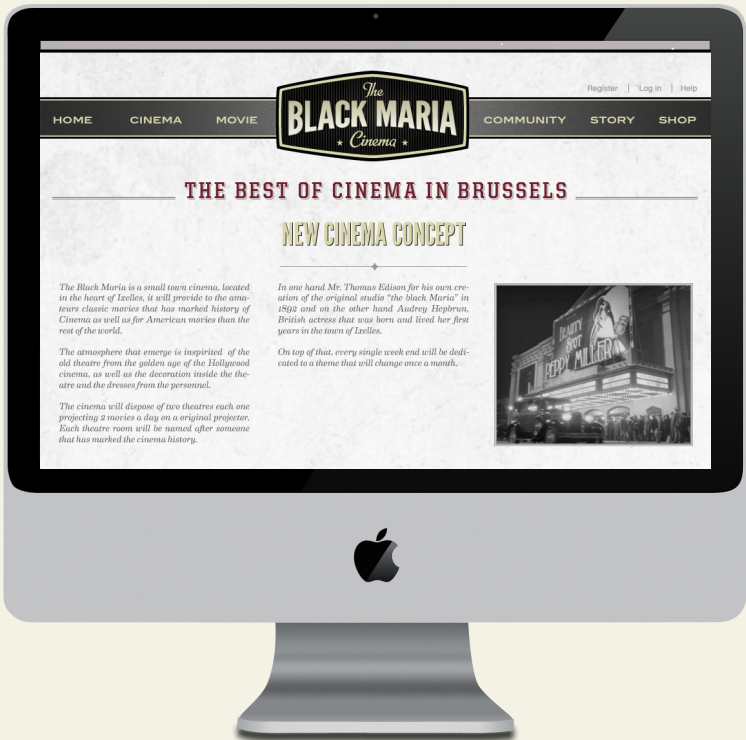 Register | Log in | Help
The
BLACK MARIA
Cinema
HOME CINEMA MOVIE COMMUNITY STORY SHOP
THE BEST OF CINEMA IN BRUSSELS
NEW CINEMA CONCEPT
The Black Maria is a small town cinema, located
in the heart of Ixelles, it will provide to the ama-
teurs classic movies that has marked history of
Cinema as well as for American movies than the
rest of the world.
The atmosphere that emerge is inspirited of the
old theatre from the golden age of the Hollywood
cinema, as well as the decoration inside the the-
atre and the dresses from the personnel.
The cinema will dispose of two theatres each one
projecting 2 movies a day on a original projector.
Each theatre room will be named after someone
that has marked the cinema history.
In one hand Mr. Thomas Edison for his own cre-
ation of the original studio "the black Maria" in
1892 and on the other hand Audrey Hepbrun,
British actress that was born and lived her first
years in the town of Ixelles.
On top of that, every single week end will be dedi-
cated to a theme that will change once a month.
BEAUTY
SPOT
PEPPY MILLER